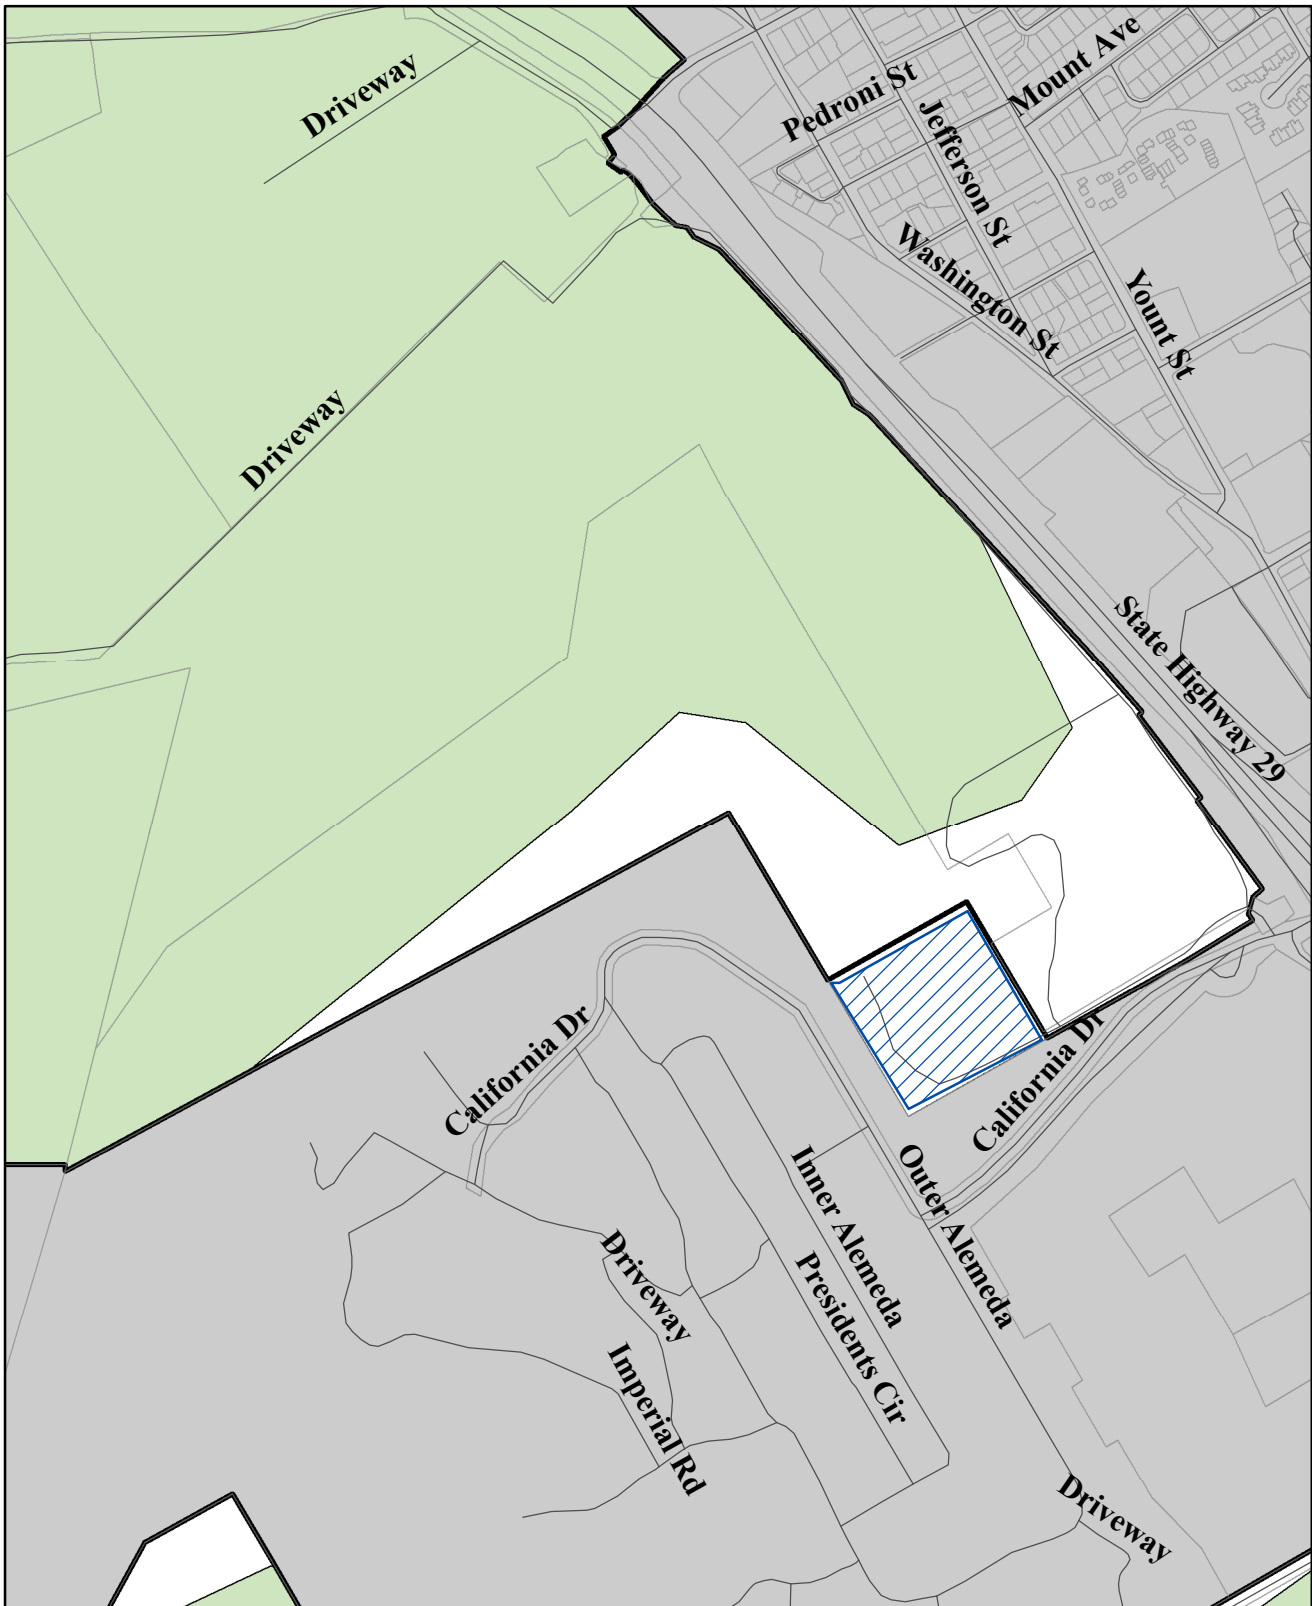 Mount Ave
Driveway
Pedroni St
Jefferson St
Washington St
Yount St
Driveway
State Highway 29
California Dr
California Dr
Outer Alemeda
Inner Alemeda
Driveway
Presidents Cir
Imperial Rd
Driveway